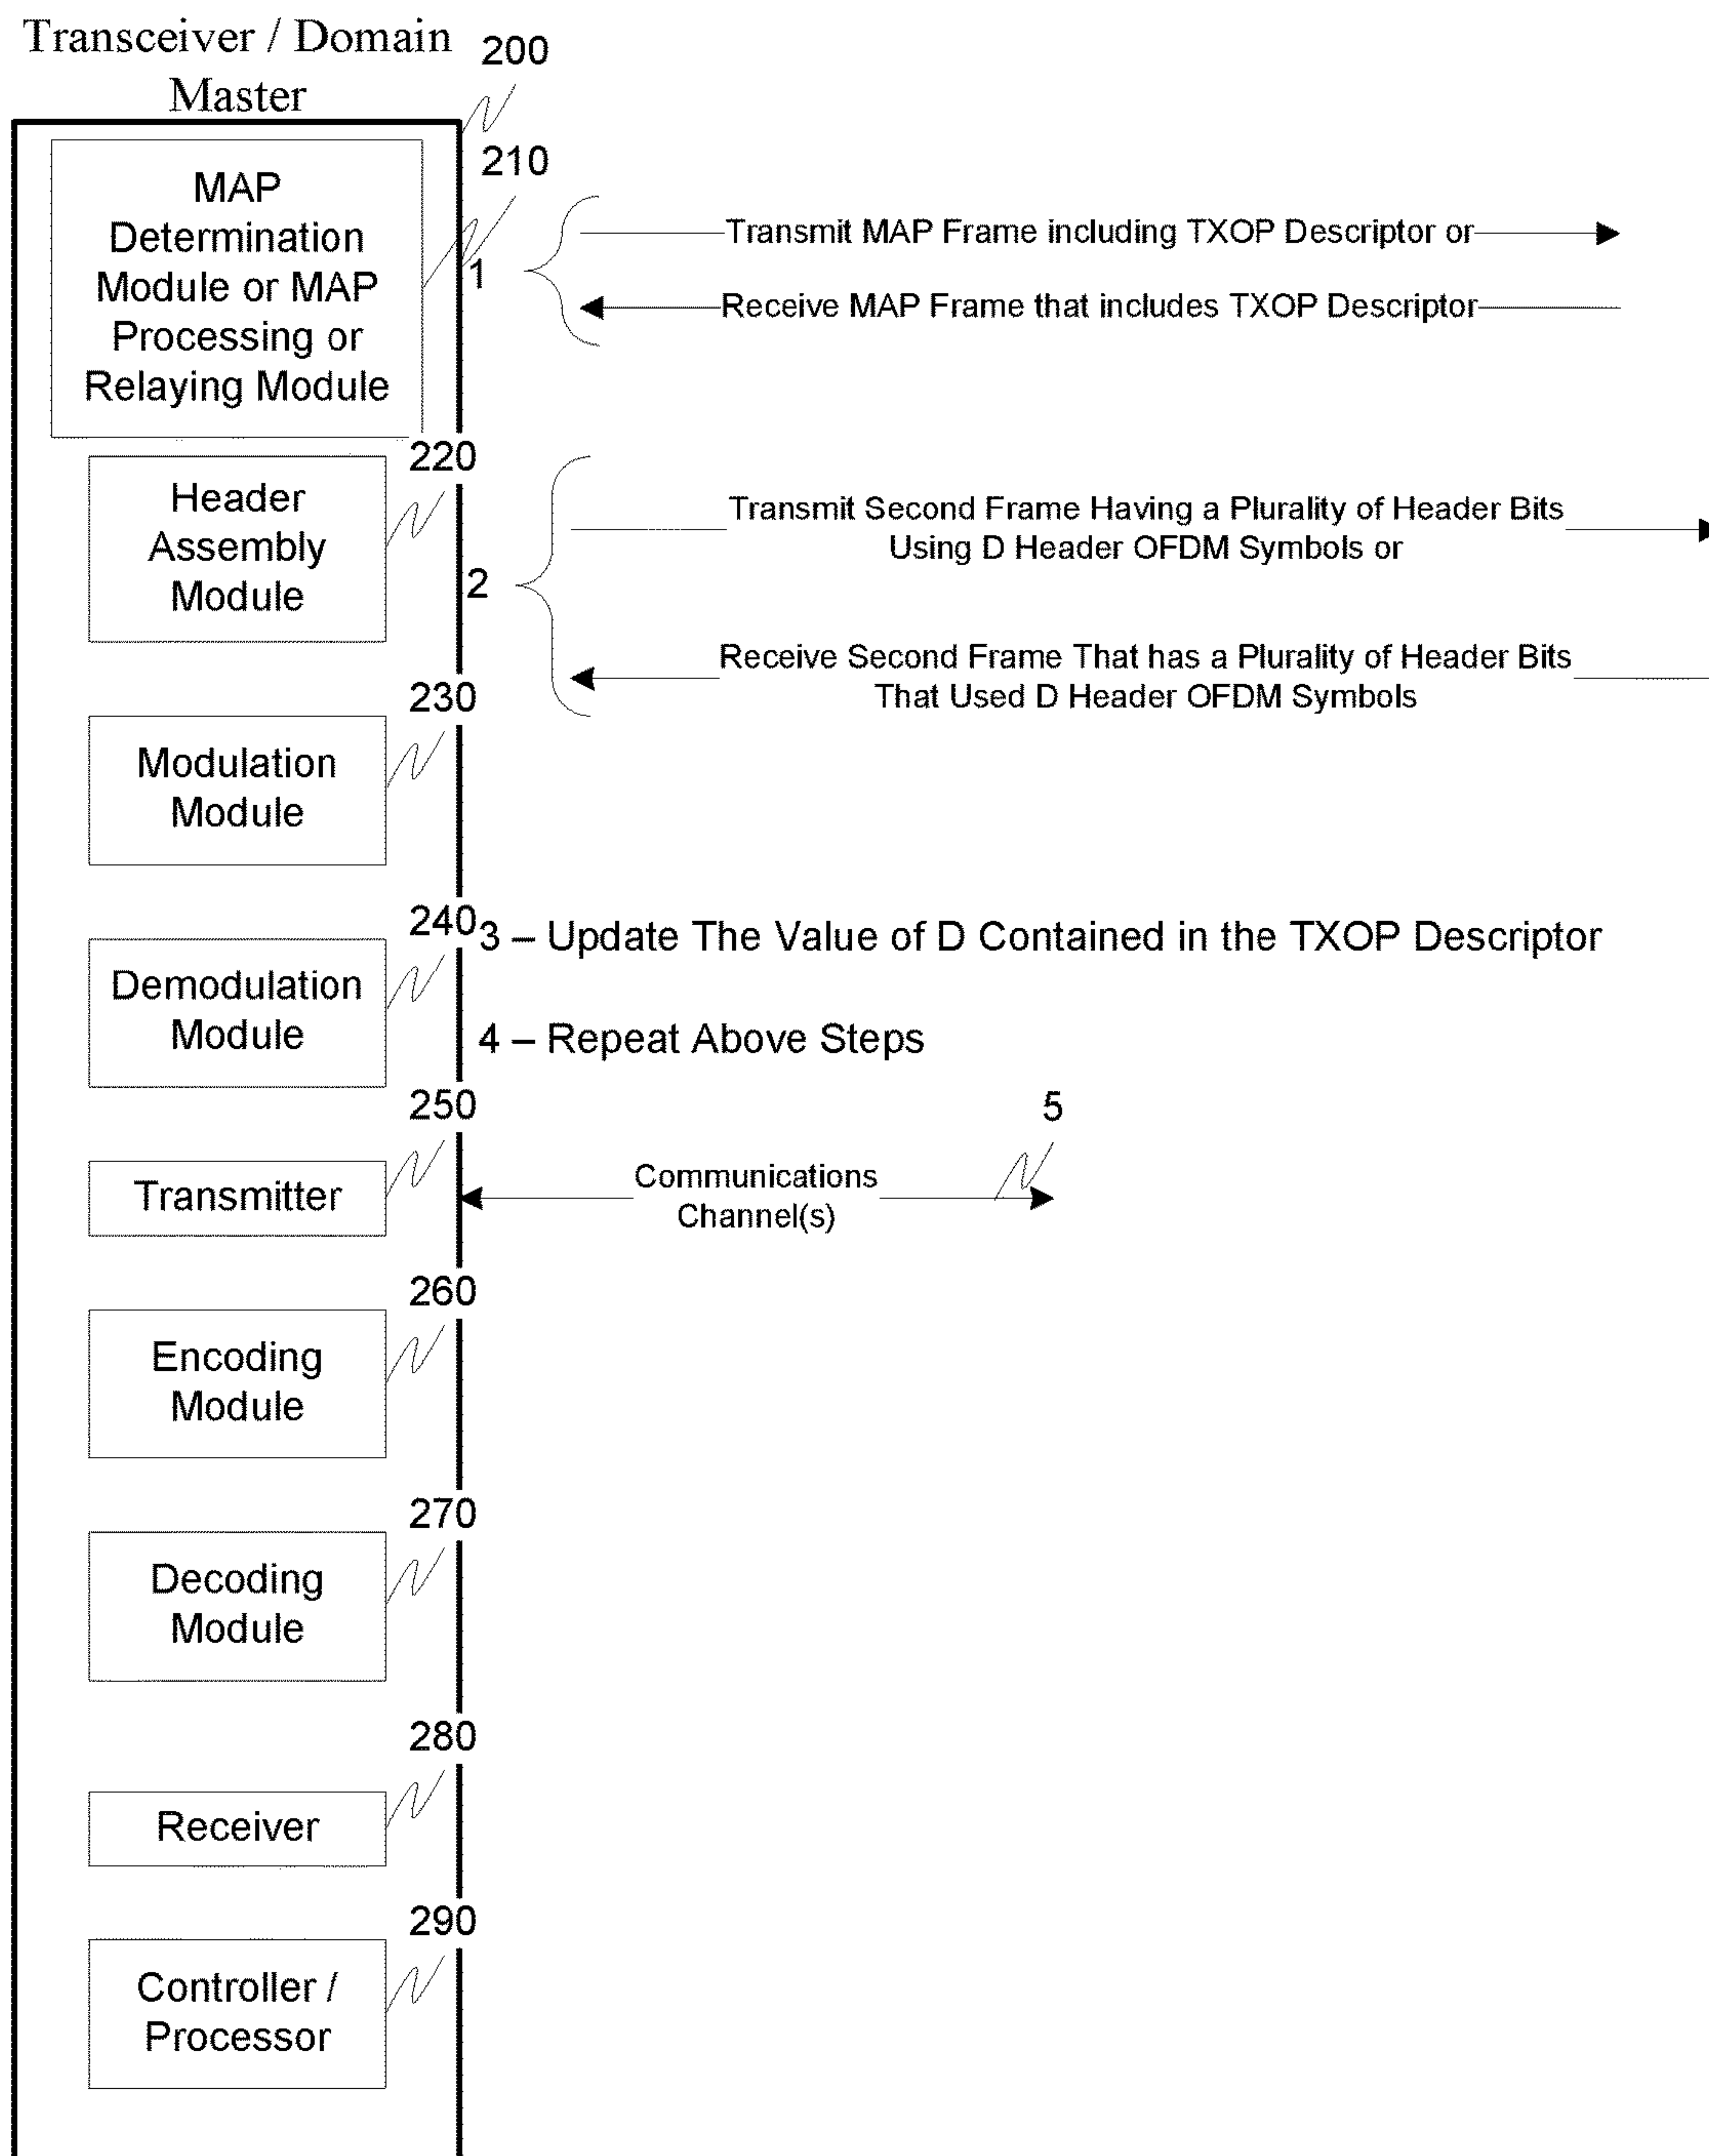 Transceiver / Domain
Master
200
210
MAP
Determination
Module or MAP
Processing or
Relaying Module
1
Transmit MAP Frame including TXOP Descriptor or
Receive MAP Frame that includes TXOP Descriptor
220
Header
Assembly
Module
2
Transmit Second Frame Having a Plurality of Header Bits
Using D Header OFDM Symbols or
Receive Second Frame That has a Plurality of Header Bits
That Used D Header OFDM Symbols
230
Modulation
Module
240
Demodulation
Module
3 – Update The Value of D Contained in the TXOP Descriptor
4 – Repeat Above Steps
250
Transmitter
Communications
Channel(s)
5
260
Encoding
Module
270
Decoding
Module
280
Receiver
290
Controller /
Processor